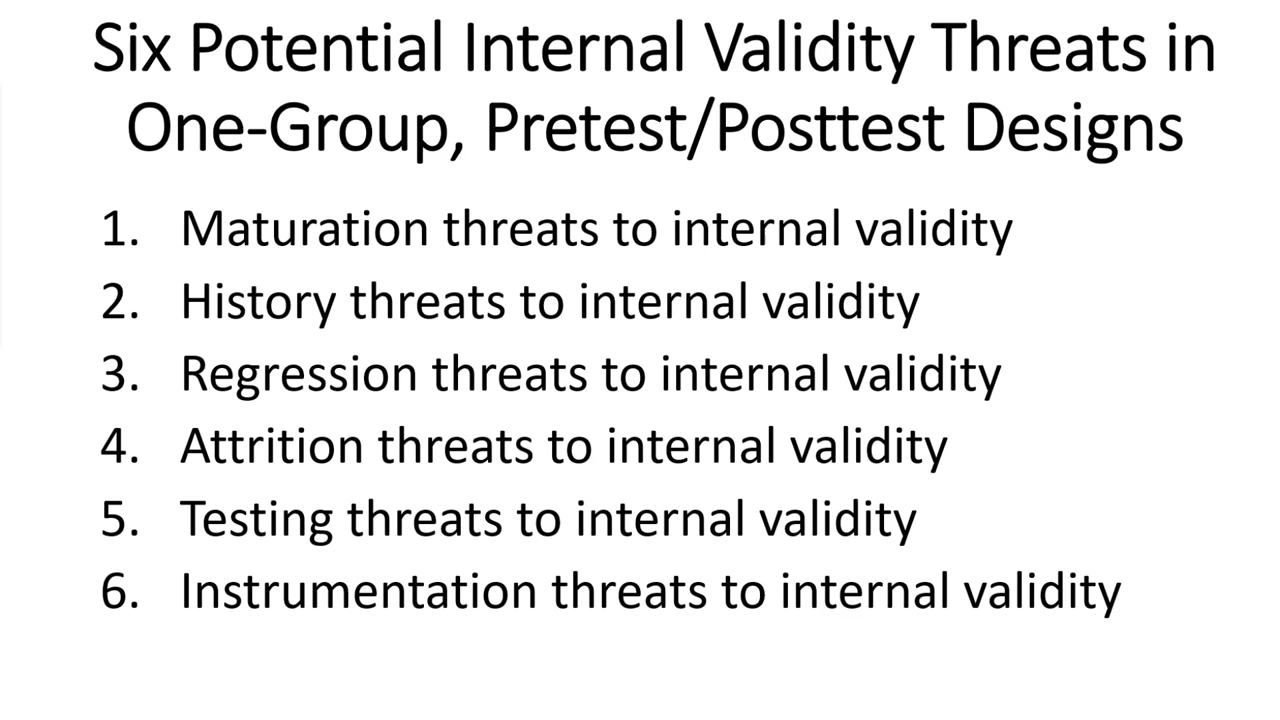 Six Potential Internal Validity Threats in
One-Group, Pretest/Posttest Designs
1. Maturation threats to internal validity
2. History threats to internal validity
3. Regression threats to internal validity
4. Attrition threats to internal validity
5. Testing threats to internal validity
6. Instrumentation threats to internal validity